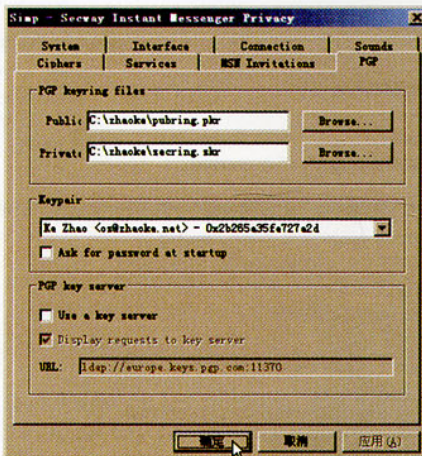 Simp - Secway Instant Messenger Privacy
System Interface Connection Sounds
Ciphers Services MSN Invitations PGP
PGP keyring files
Public C:\zhaoke\pubring.pkr Browse...
Private C:\zhaoke\secring.skr Browse...
Keypair
Ke Zhao <os@zhaoke.net> - 0x2b265a35fe727a2d
Ask for password at startup
PGP key server
Use a key server
Display requests to key server
URL: ldap://europe.keys.pgp.com:11370
确定 取消 应用(A)